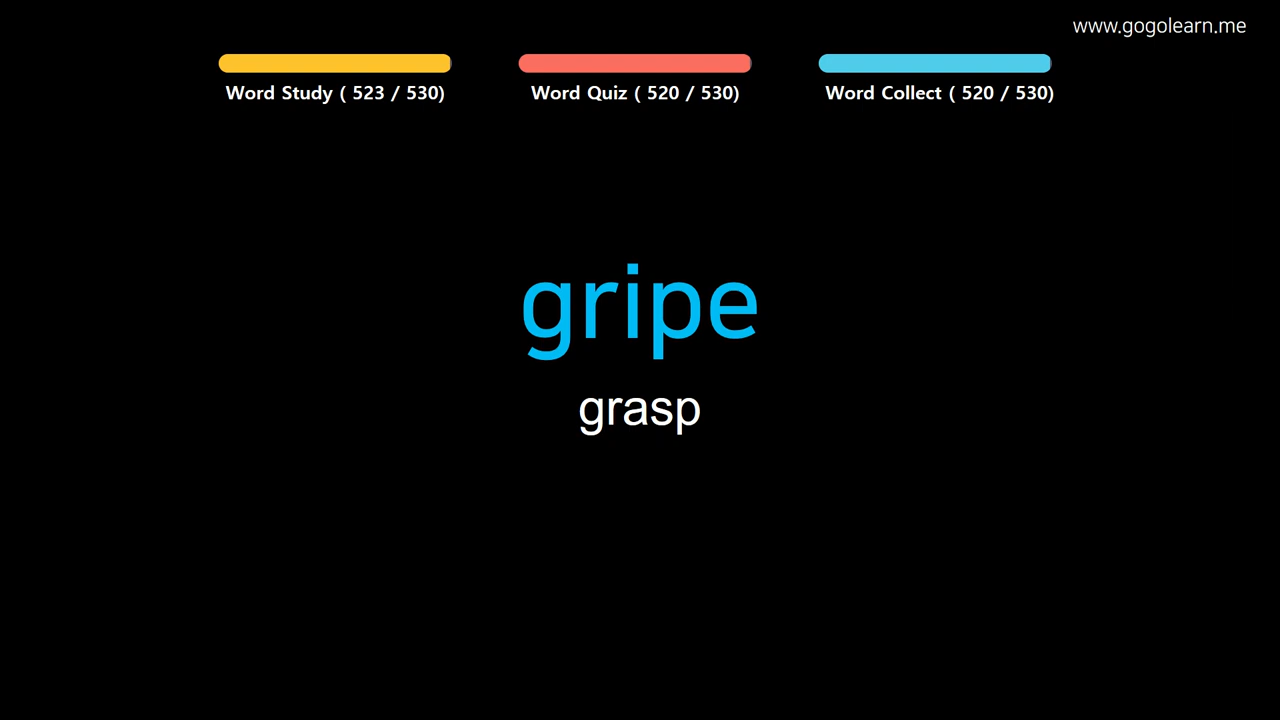 www.gogolearn.me
Word Study ( 523 / 530)
Word Quiz ( 520 / 530)
Word Collect ( 520 / 530)
gripe
grasp